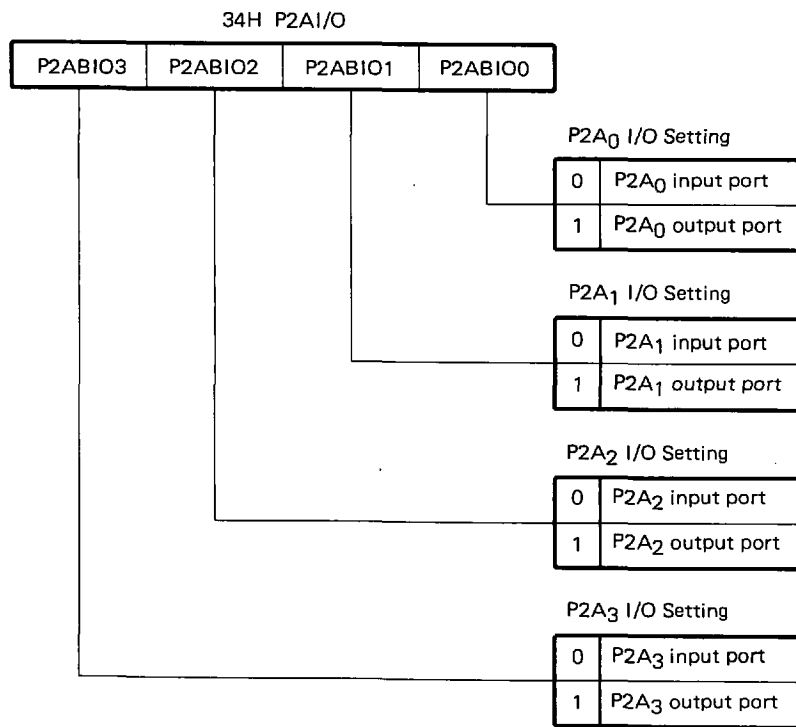 34H P2AI/O
P2ABIO3 P2ABIO2 P2ABIO1 P2ABIO0
P2A0 I/O Setting
0 P2A0 input port
1 P2A0 output port
P2A1 I/O Setting
0 P2A1 input port
1 P2A1 output port
P2A2 I/O Setting
0 P2A2 input port
1 P2A2 output port
P2A3 I/O Setting
0 P2A3 input port
1 P2A3 output port